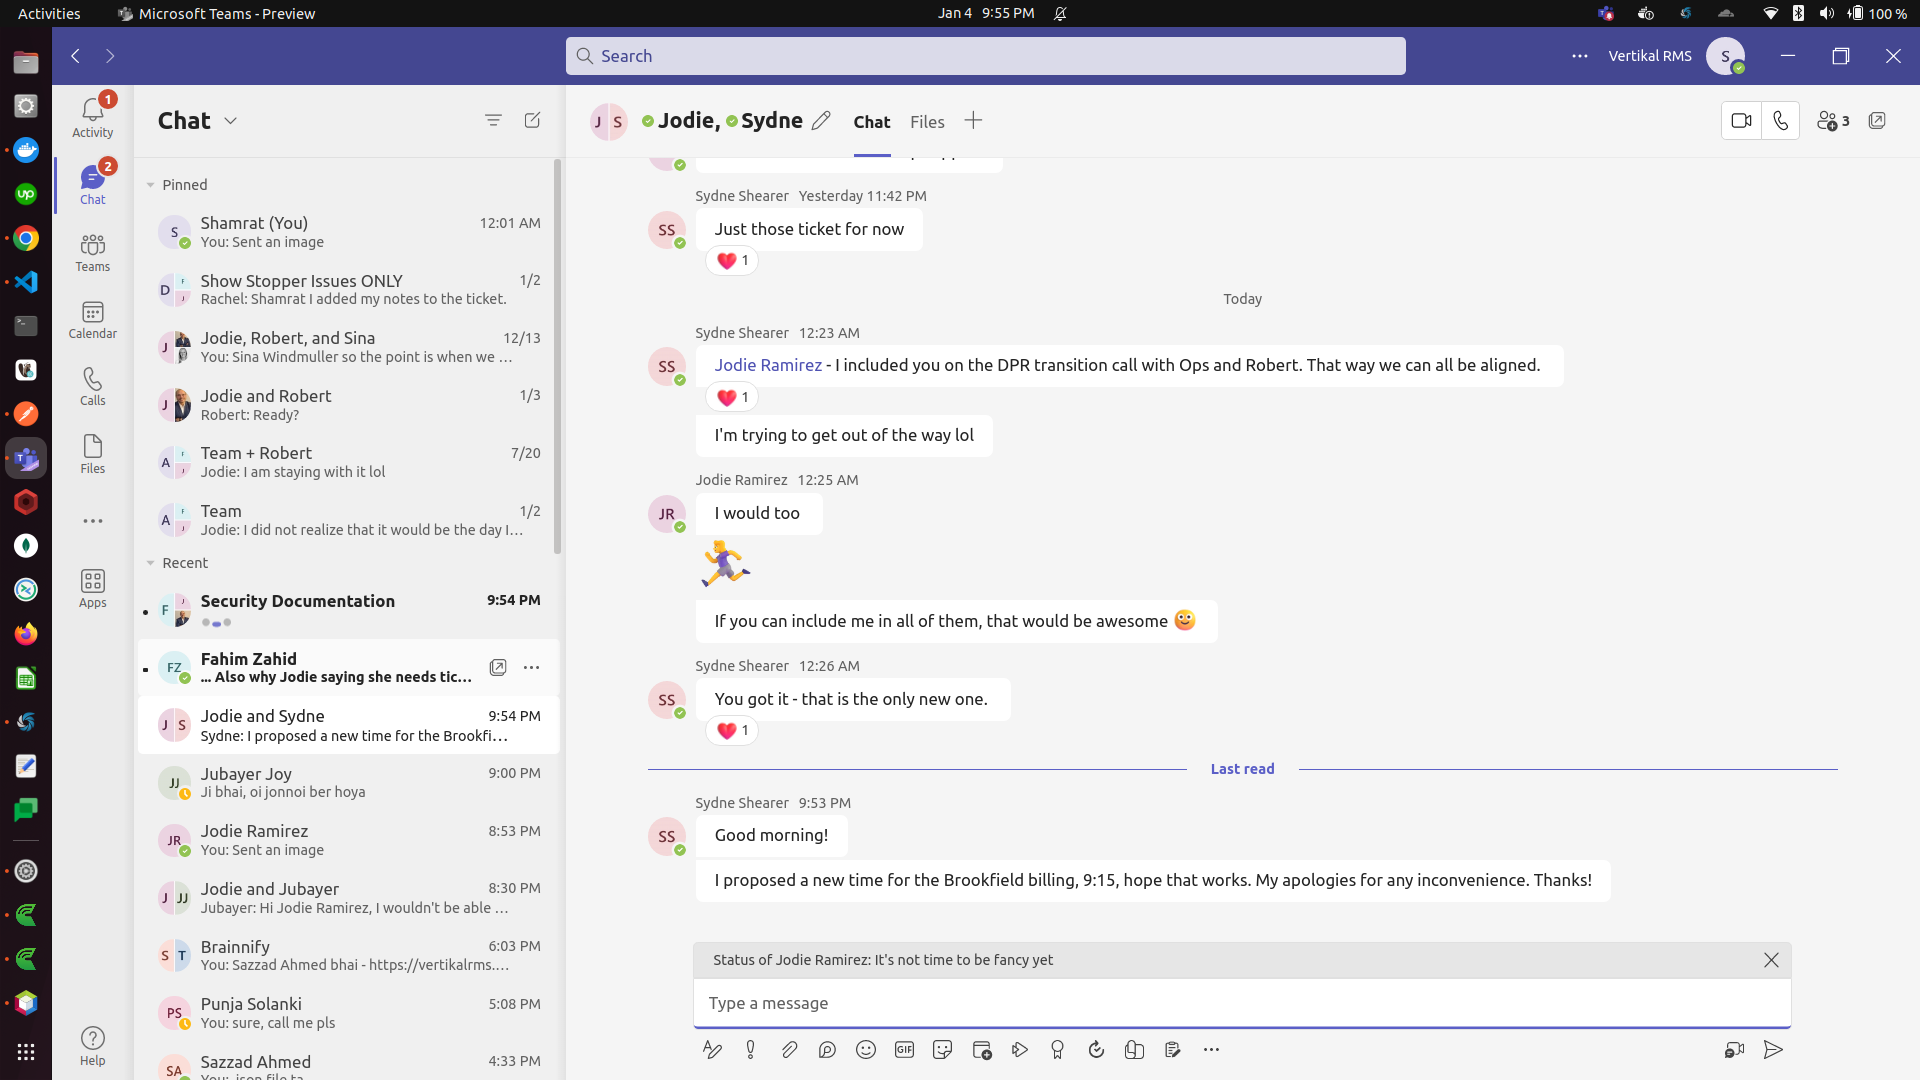 Activities
Microsoft Teams - Preview
Jan 4 9:55 PM
100 %
Search
Vertikal RMS
S
1
Activity
2
Chat
Teams
Calendar
Calls
Files
Apps
Help
Chat
Pinned
S
Shamrat (You)
12:01 AM
You: Sent an image
D F J
Show Stopper Issues ONLY
1/2
Rachel: Shamrat I added my notes to the ticket.
J
Jodie, Robert, and Sina
12/13
You: Sina Windmuller so the point is when we …
J
Jodie and Robert
1/3
Robert: Ready?
A F J
Team + Robert
7/20
Jodie: I am staying with it lol
A F J
Team
1/2
Jodie: I did not realize that it would be the day I…
Recent
F J
Security Documentation
9:54 PM
FZ
Fahim Zahid
... Also why Jodie saying she needs tic…
J S
Jodie and Sydne
9:54 PM
Sydne: I proposed a new time for the Brookfi…
JJ
Jubayer Joy
9:00 PM
Ji bhai, oi jonnoi ber hoya
JR
Jodie Ramirez
8:53 PM
You: Sent an image
J JJ
Jodie and Jubayer
8:30 PM
Jubayer: Hi Jodie Ramirez, I wouldn't be able …
S T
Brainnify
6:03 PM
You: Sazzad Ahmed bhai - https://vertikalrms.…
PS
Punja Solanki
5:08 PM
You: sure, call me pls
SA
Sazzad Ahmed
4:33 PM
You: .json file ta
J S
Jodie, Sydne
Chat
Files
3
Sydne Shearer Yesterday 11:42 PM
SS
Just those ticket for now
1
Today
Sydne Shearer 12:23 AM
SS
Jodie Ramirez - I included you on the DPR transition call with Ops and Robert. That way we can all be aligned.
1
I'm trying to get out of the way lol
Jodie Ramirez 12:25 AM
JR
I would too
If you can include me in all of them, that would be awesome
Sydne Shearer 12:26 AM
SS
You got it - that is the only new one.
1
Last read
Sydne Shearer 9:53 PM
SS
Good morning!
I proposed a new time for the Brookfield billing, 9:15, hope that works. My apologies for any inconvenience. Thanks!
Status of Jodie Ramirez: It's not time to be fancy yet
Type a message
GIF